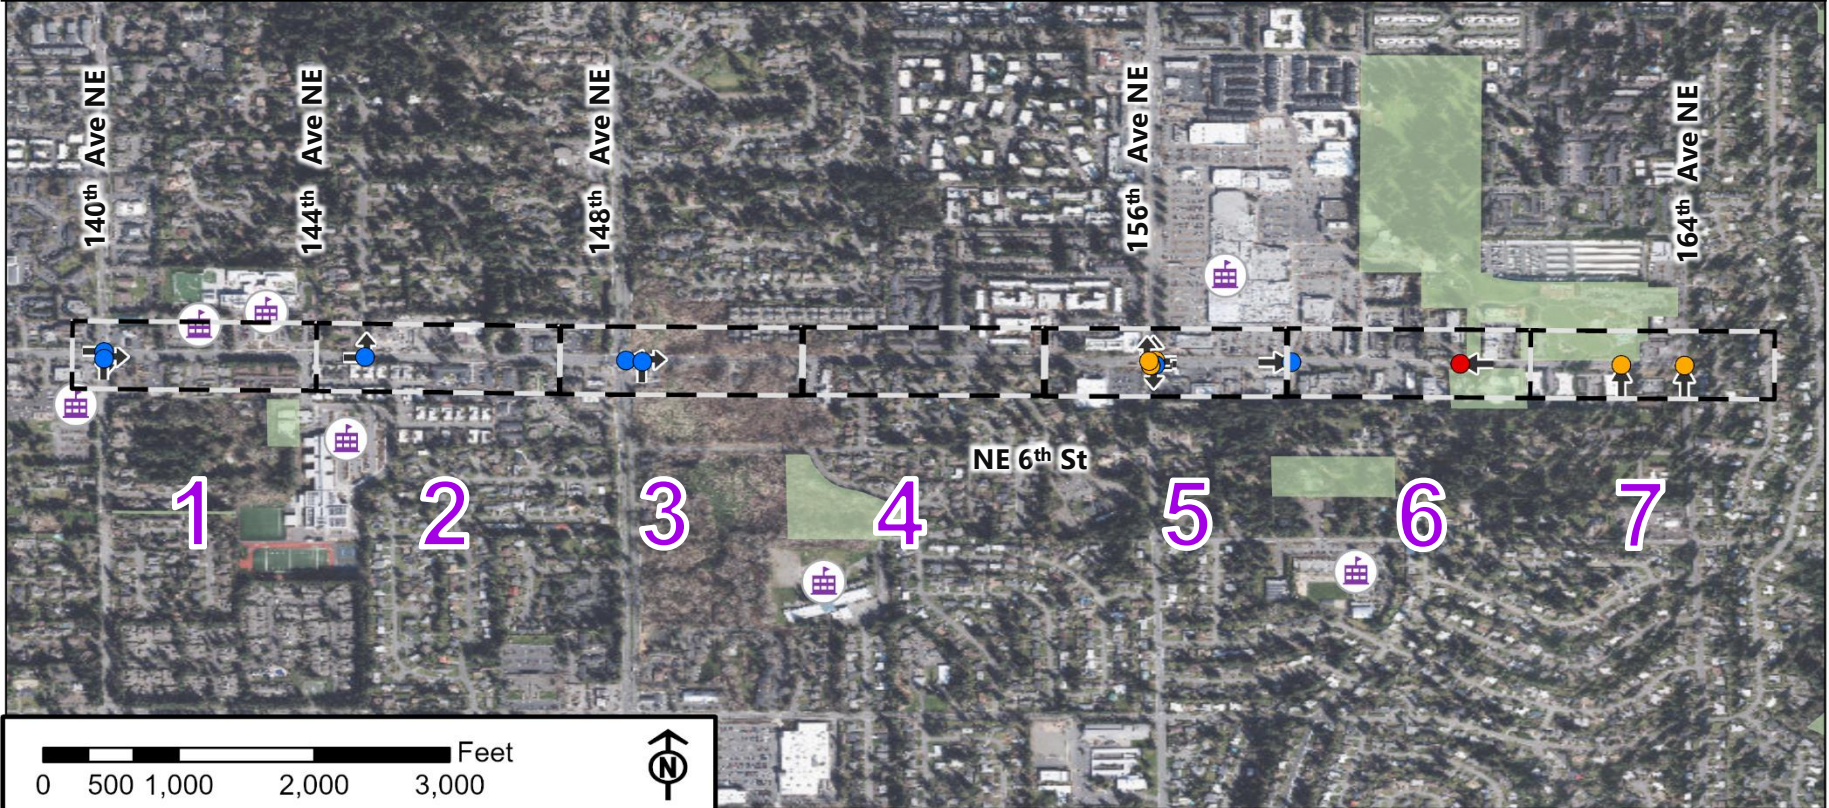 140th Ave NE
144th Ave NE
148th Ave NE
156th Ave NE
164th Ave NE
NE 6th St
1 2 3 4 5 6 7
Feet
0 500 1,000 2,000 3,000
N